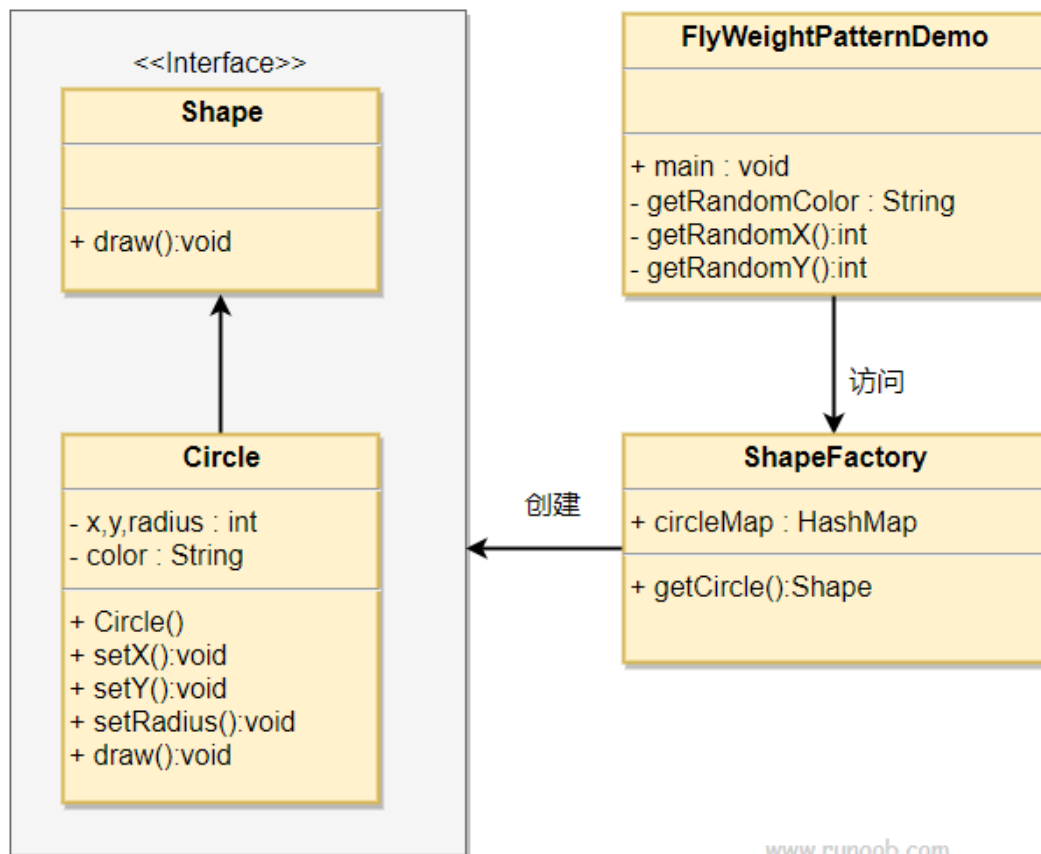 <<Interface>>
Shape
+ draw():void
Circle
- x,y,radius : int
- color : String
+ Circle()
+ setX():void
+ setY():void
+ setRadius():void
+ draw():void
FlyWeightPatternDemo
+ main : void
- getRandomColor : String
- getRandomX():int
- getRandomY():int
访问
ShapeFactory
+ circleMap : HashMap
+ getCircle():Shape
创建
www.runoob.com